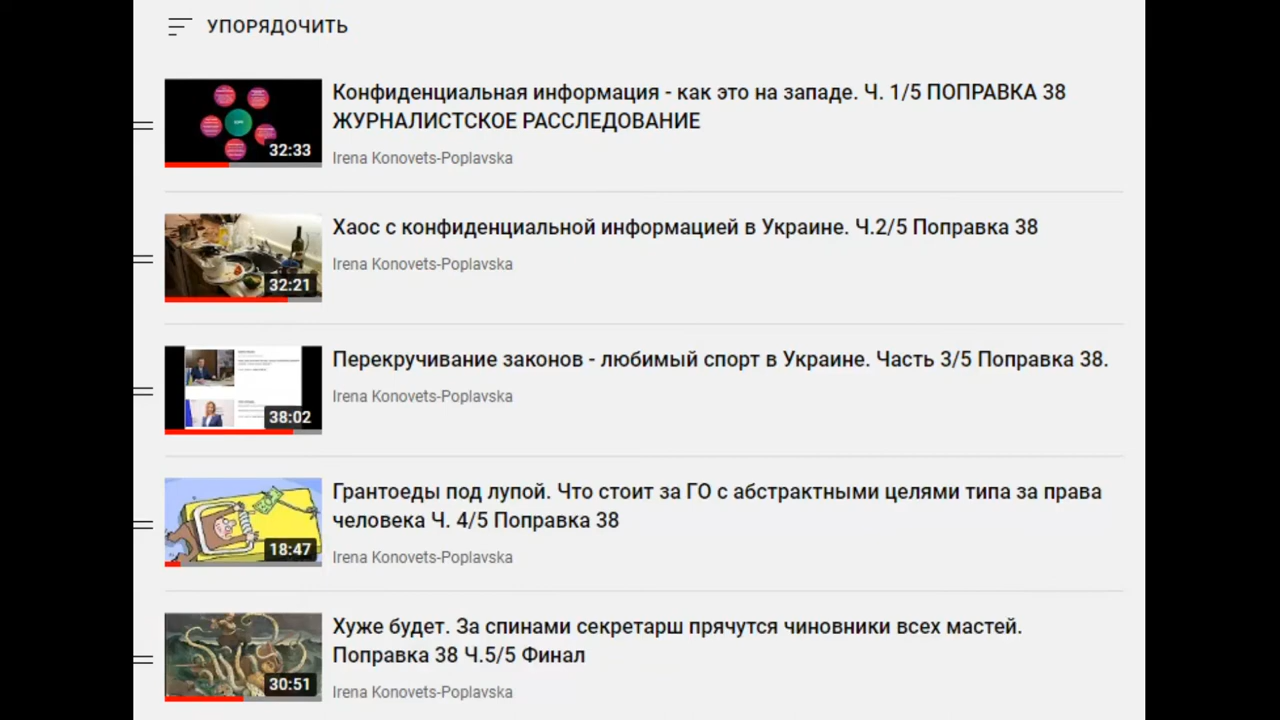 УПОРЯДОЧИТЬ
Конфиденциальная информация - как это на западе. Ч. 1/5 ПОПРАВКА 38
ЖУРНАЛИСТСКОЕ РАССЛЕДОВАНИЕ
32:33
Irena Konovets-Poplavska
Хаос с конфиденциальной информацией в Украине. Ч.2/5 Поправка 38
Irena Konovets-Poplavska
32:21
Перекручивание законов - любимый спорт в Украине. Часть 3/5 Поправка 38.
Irena Konovets-Poplavska
38:02
Грантоеды под лупой. Что стоит за ГО с абстрактными целями типа за права
человека Ч. 4/5 Поправка 38
18:47
Irena Konovets-Poplavska
Хуже будет. За спинами секретарш прячутся чиновники всех мастей.
Поправка 38 Ч.5/5 Финал
30:51
Irena Konovets-Poplavska